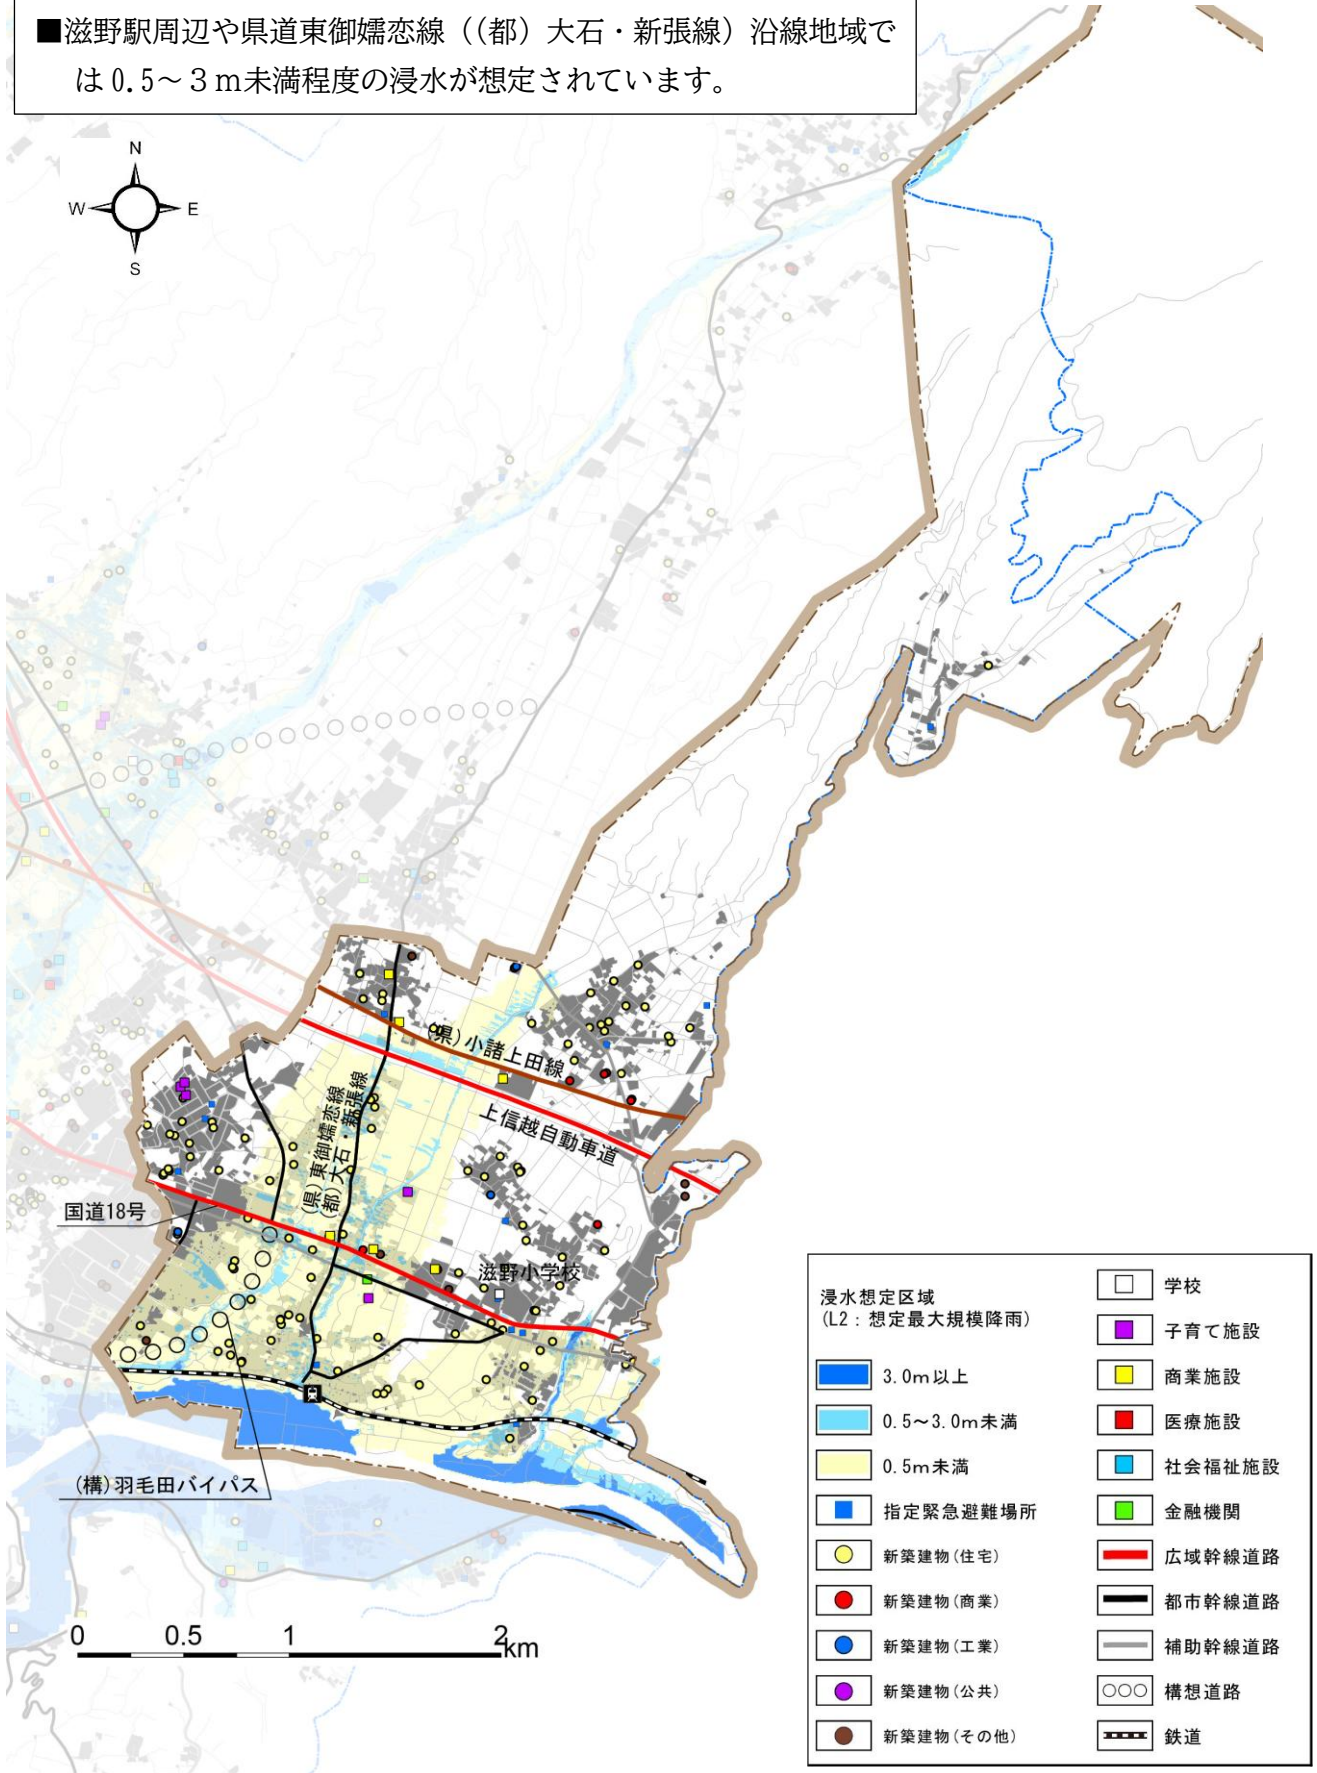 ■滋野駅周辺や県道東御嬬恋線（(都）大石・新張線）沿線地域で
は0.5～３ｍ未満程度の浸水が想定されています。
N
W
E
S
(県)小諸上田線
上信越自動車道
(県)東御嬬恋線
(都)大石・新張線
国道18号
滋野小学校
(構)羽毛田バイパス
0
0.5
1
2
km
浸水想定区域
(L2：想定最大規模降雨)
3.0m以上
0.5～3.0m未満
0.5m未満
指定緊急避難場所
新築建物(住宅)
新築建物(商業)
新築建物(工業)
新築建物(公共)
新築建物(その他)
学校
子育て施設
商業施設
医療施設
社会福祉施設
金融機関
広域幹線道路
都市幹線道路
補助幹線道路
構想道路
鉄道